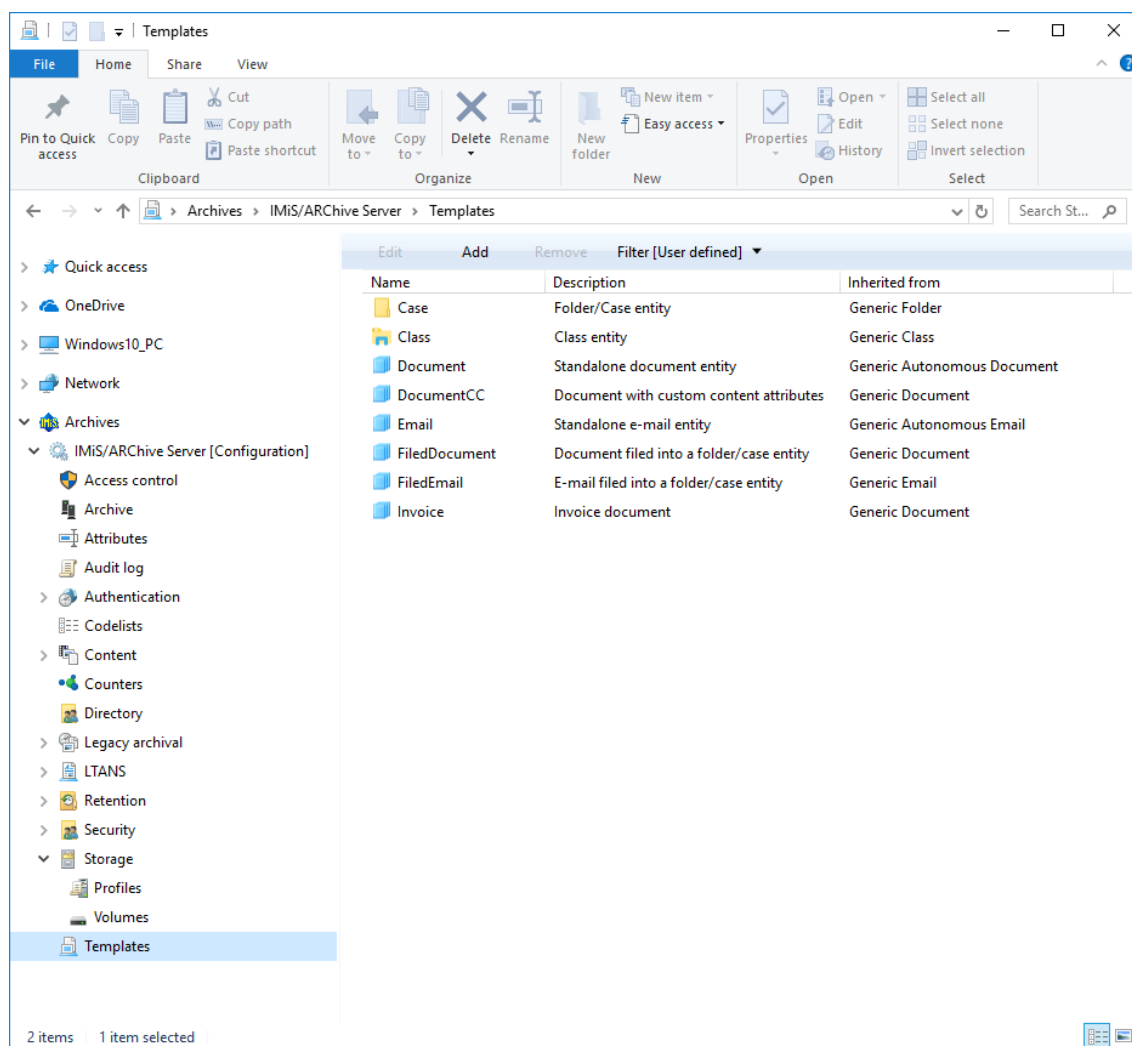 Templates
File Home Share View
Pin to Quick access
Copy
Paste
Cut
Copy path
Paste shortcut
Clipboard
Move to
Copy to
Delete
Rename
Organize
New folder
New item
Easy access
New
Properties
Open
Edit
History
Open
Select all
Select none
Invert selection
Select
Archives > IMiS/ARChive Server > Templates
Search St...
Quick access
OneDrive
Windows10_PC
Network
Archives
IMiS/ARChive Server [Configuration]
Access control
Archive
Attributes
Audit log
Authentication
Codelists
Content
Counters
Directory
Legacy archival
LTANS
Retention
Security
Storage
Profiles
Volumes
Templates
Edit Add Remove Filter [User defined]
Name Description Inherited from
Case Folder/Case entity Generic Folder
Class Class entity Generic Class
Document Standalone document entity Generic Autonomous Document
DocumentCC Document with custom content attributes Generic Document
Email Standalone e-mail entity Generic Autonomous Email
FiledDocument Document filed into a folder/case entity Generic Document
FiledEmail E-mail filed into a folder/case entity Generic Email
Invoice Invoice document Generic Document
2 items 1 item selected